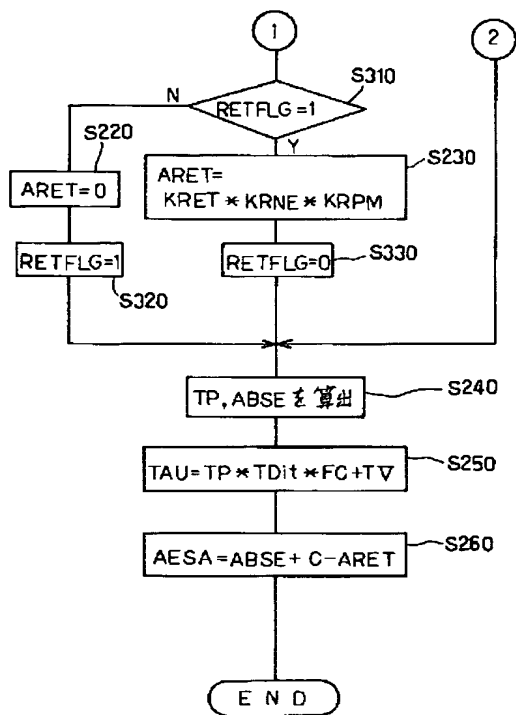 1
2
S310
N
RETFLG=1
Y
S220
S230
ARET=0
ARET=
KRET*KRNE*KRPM
RETFLG=1
RETFLG=0
S330
S320
TP,ABSEを算出
S240
TAU=TP*TDit*FC+TV
S250
AESA=ABSE+C-ARET
S260
END